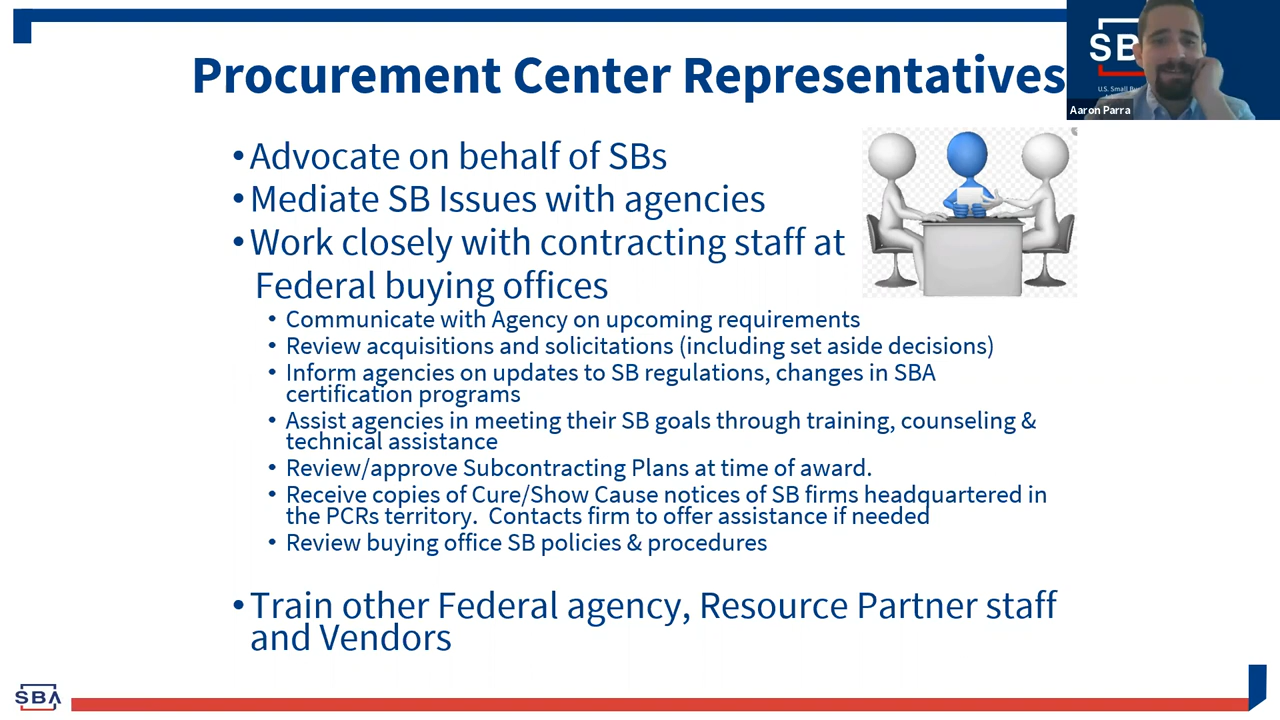 Procurement Center Representatives
SB
U.S. Small Bu
Aaron Parra
•Advocate on behalf of SBs
•Mediate SB Issues with agencies
•Work closely with contracting staff at
Federal buying offices
• Communicate with Agency on upcoming requirements
• Review acquisitions and solicitations (including set aside decisions)
• Inform agencies on updates to SB regulations, changes in SBA
certification programs
• Assist agencies in meeting their SB goals through training, counseling &
technical assistance
• Review/approve Subcontracting Plans at time of award.
• Receive copies of Cure/Show Cause notices of SB firms headquartered in
the PCRs territory.  Contacts firm to offer assistance if needed
• Review buying office SB policies & procedures
•Train other Federal agency, Resource Partner staff
and Vendors
SBA